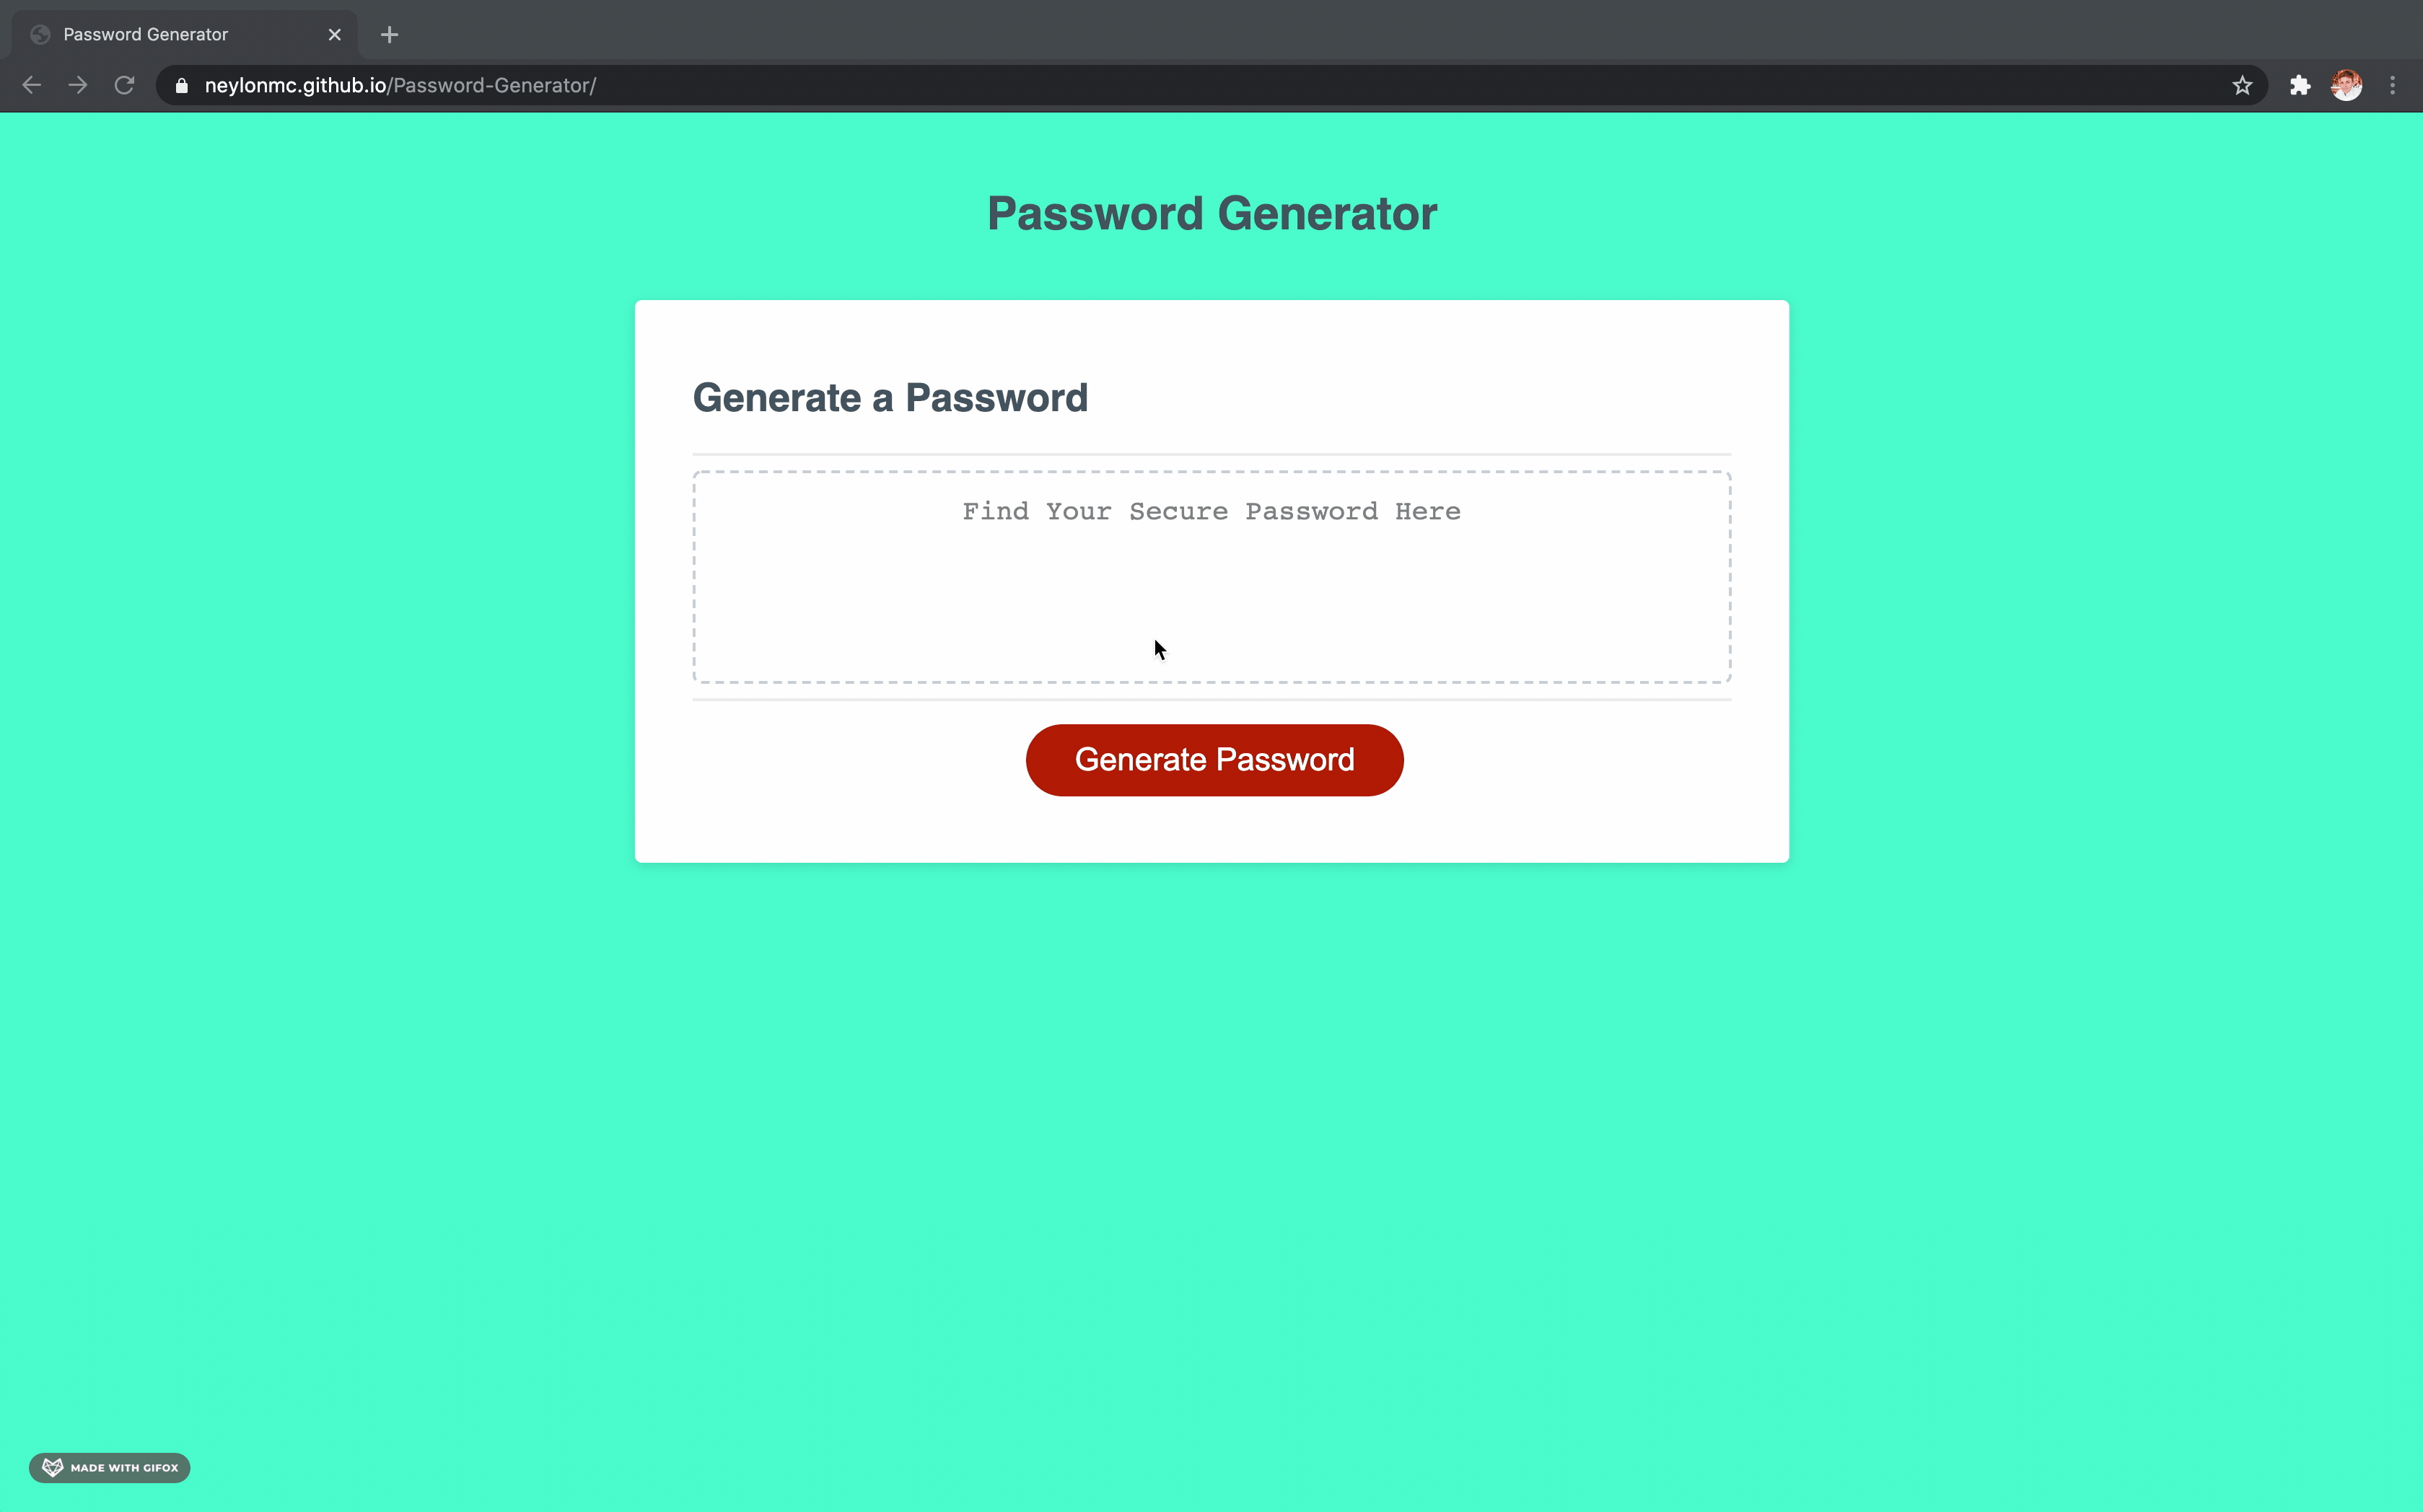 Password Generator
neylonmc.github.io/Password-Generator/
Password Generator
Generate a Password
Find Your Secure Password Here
Generate Password
MADE WITH GIFOX